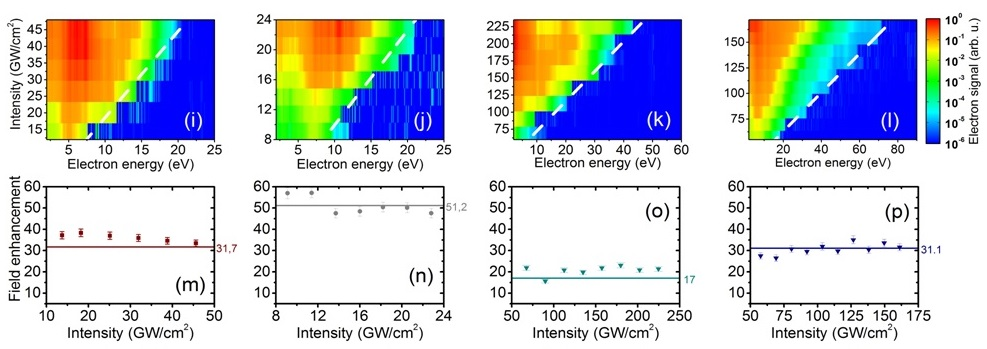 Intensity (GW/cm²)
45
40
35
30
25
20
15
(i)
5 10 15 20 25
Electron energy (eV)
24
20
16
12
8
(j)
5 10 15 20 25
Electron energy (eV)
225
200
175
150
125
100
75
(k)
10 20 30 40 50 60
Electron energy (eV)
150
125
100
75
(l)
20 40 60 80
Electron energy (eV)
10⁰
10⁻¹
10⁻²
10⁻³
10⁻⁴
10⁻⁵
10⁻⁶
Electron signal (arb. u.)
Field enhancement
60
50
40
30
20
10
31,7
(m)
10 20 30 40 50
Intensity (GW/cm²)
60
50
40
30
20
10
51,2
(n)
8 12 16 20 24
Intensity (GW/cm²)
60
50
40
30
20
10
(o)
17
50 100 150 200 250
Intensity (GW/cm²)
60
50
40
30
20
10
(p)
31.1
50 75 100 125 150 175
Intensity (GW/cm²)